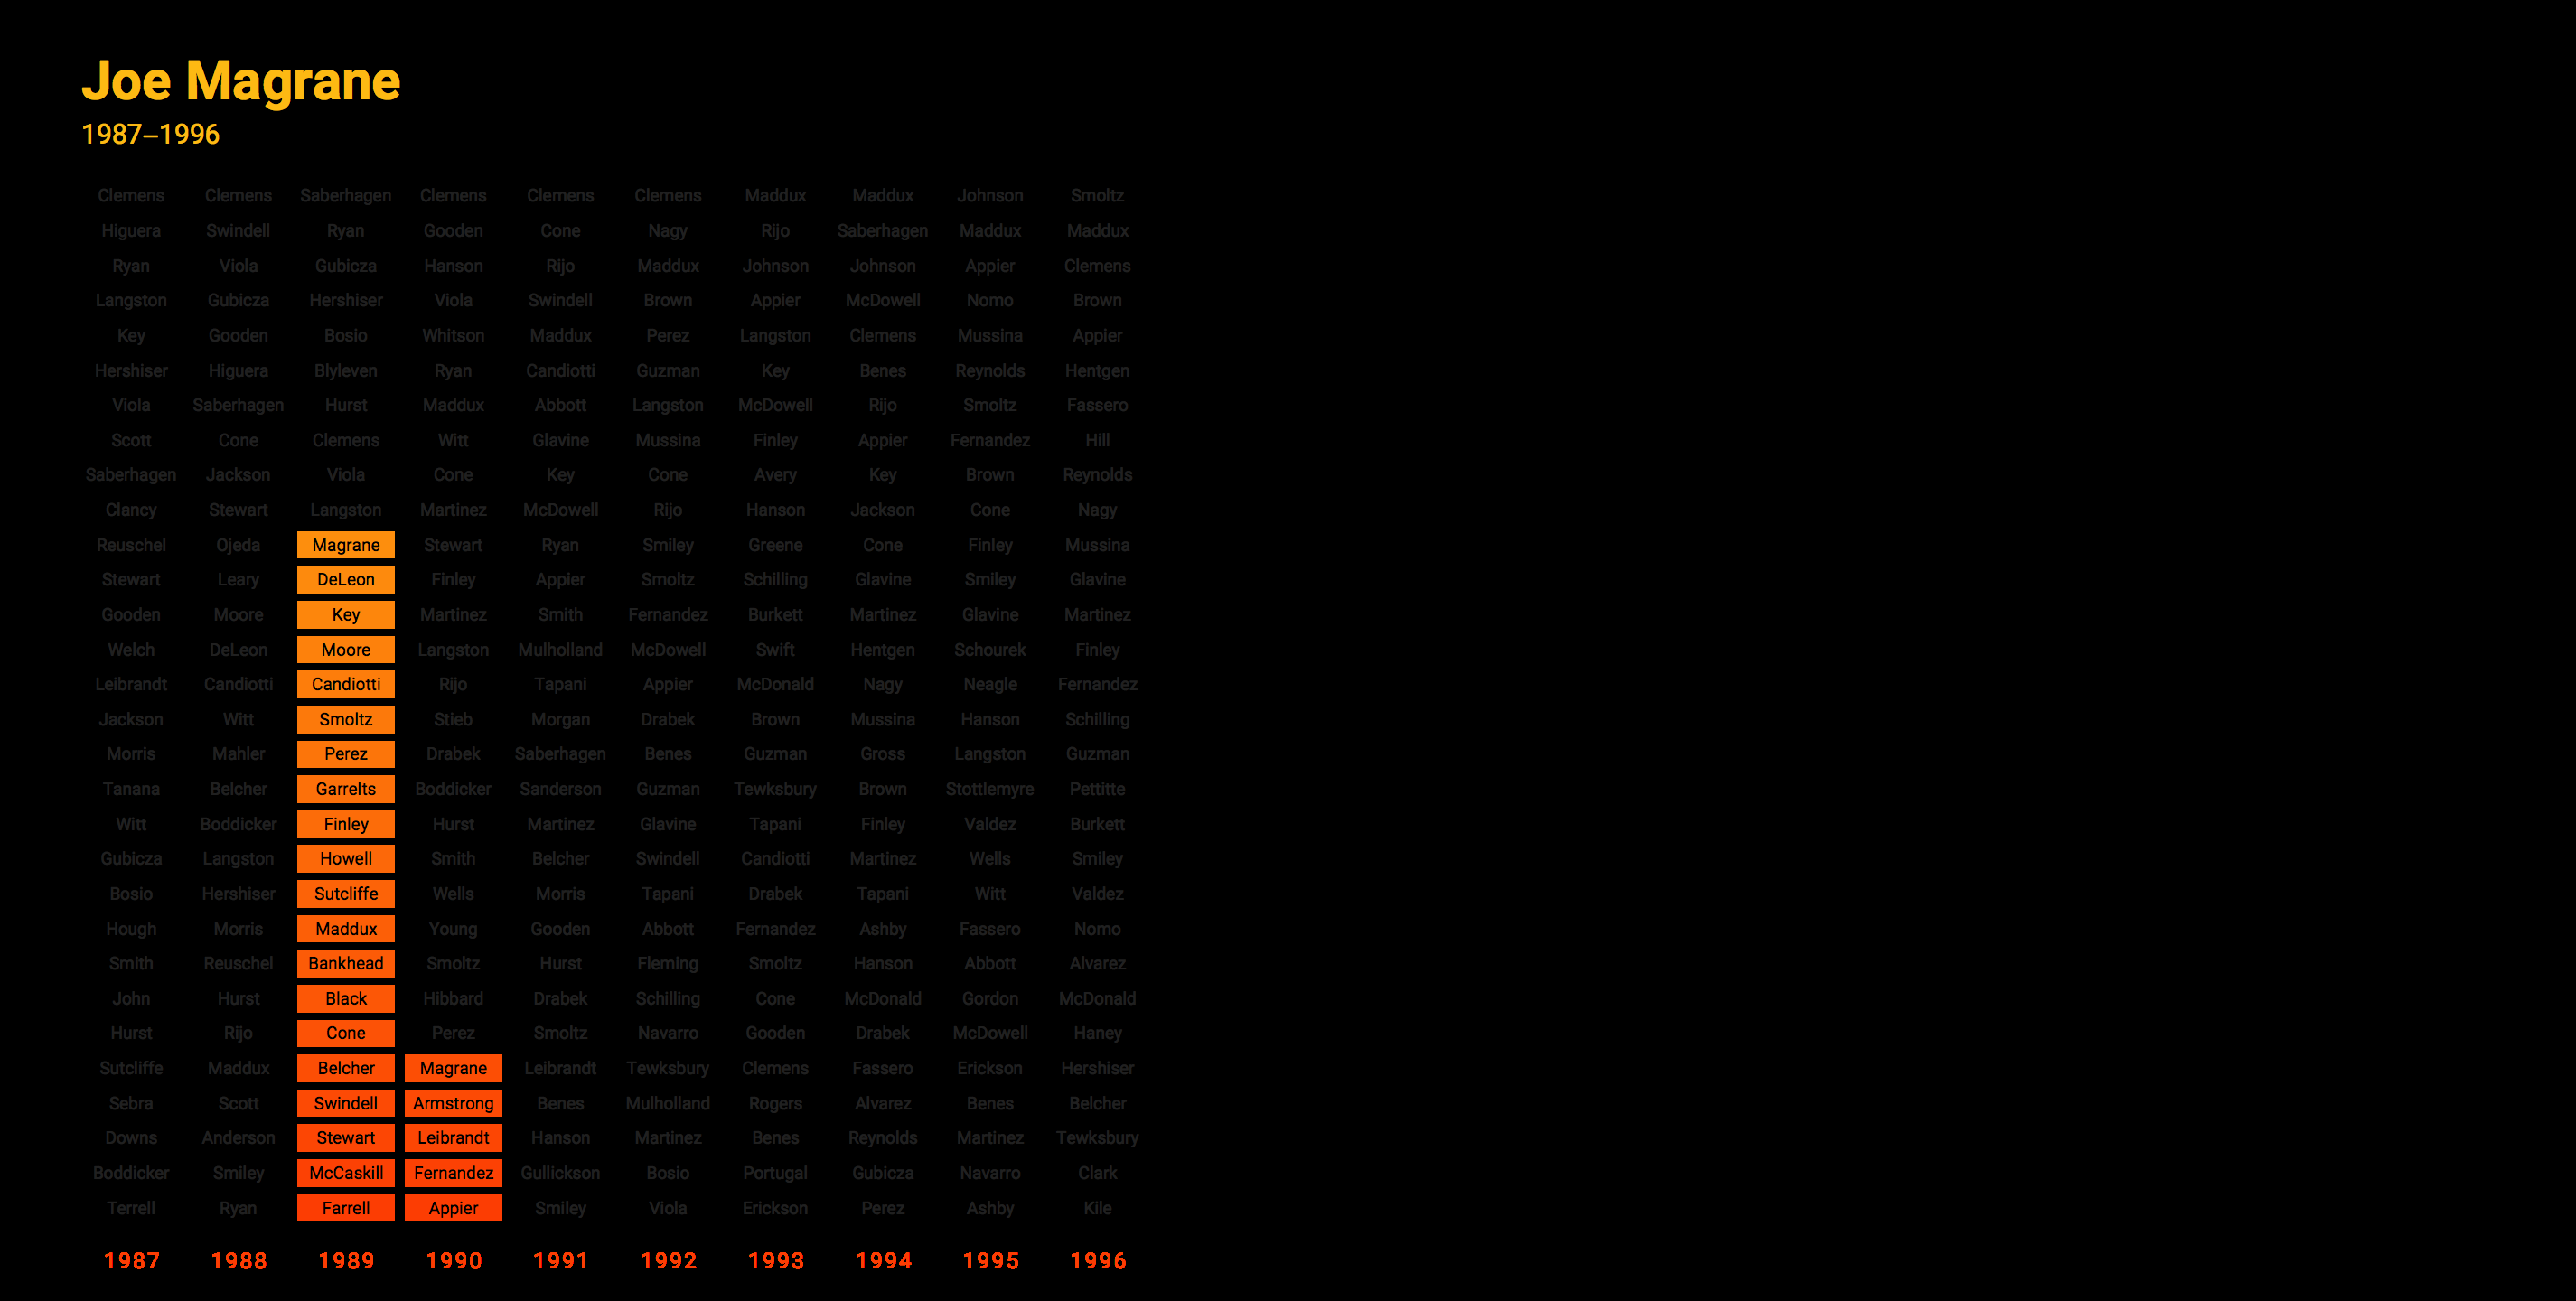 Joe Magrane
1987–1996
Clemens Clemens Saberhagen Clemens Clemens Clemens Maddux Maddux Johnson Smoltz
Higuera Swindell Ryan Gooden Cone Nagy Rijo Saberhagen Maddux Maddux
Ryan Viola Gubicza Hanson Rijo Maddux Johnson Johnson Appier Clemens
Langston Gubicza Hershiser Viola Swindell Brown Appier McDowell Nomo Brown
Key Gooden Bosio Whitson Maddux Perez Langston Clemens Mussina Appier
Hershiser Higuera Blyleven Ryan Candiotti Guzman Key Benes Reynolds Hentgen
Viola Saberhagen Hurst Maddux Abbott Langston McDowell Rijo Smoltz Fassero
Scott Cone Clemens Witt Glavine Mussina Finley Appier Fernandez Hill
Saberhagen Jackson Viola Cone Key Cone Avery Key Brown Reynolds
Clancy Stewart Langston Martinez McDowell Rijo Hanson Jackson Cone Nagy
Reuschel Ojeda Magrane Stewart Ryan Smiley Greene Cone Finley Mussina
Stewart Leary DeLeon Finley Appier Smoltz Schilling Glavine Smiley Glavine
Gooden Moore Key Martinez Smith Fernandez Burkett Martinez Glavine Martinez
Welch DeLeon Moore Langston Mulholland McDowell Swift Hentgen Schourek Finley
Leibrandt Candiotti Candiotti Rijo Tapani Appier McDonald Nagy Neagle Fernandez
Jackson Witt Smoltz Stieb Morgan Drabek Brown Mussina Hanson Schilling
Morris Mahler Perez Drabek Saberhagen Benes Guzman Gross Langston Guzman
Tanana Belcher Garrelts Boddicker Sanderson Guzman Tewksbury Brown Stottlemyre Pettitte
Witt Boddicker Finley Hurst Martinez Glavine Tapani Finley Valdez Burkett
Gubicza Langston Howell Smith Belcher Swindell Candiotti Martinez Wells Smiley
Bosio Hershiser Sutcliffe Wells Morris Tapani Drabek Tapani Witt Valdez
Hough Morris Maddux Young Gooden Abbott Fernandez Ashby Fassero Nomo
Smith Reuschel Bankhead Smoltz Hurst Fleming Smoltz Hanson Abbott Alvarez
John Hurst Black Hibbard Drabek Schilling Cone McDonald Gordon McDonald
Hurst Rijo Cone Perez Smoltz Navarro Gooden Drabek McDowell Haney
Sutcliffe Maddux Belcher Magrane Leibrandt Tewksbury Clemens Fassero Erickson Hershiser
Sebra Scott Swindell Armstrong Benes Mulholland Rogers Alvarez Benes Belcher
Downs Anderson Stewart Leibrandt Hanson Martinez Benes Reynolds Martinez Tewksbury
Boddicker Smiley McCaskill Fernandez Gullickson Bosio Portugal Gubicza Navarro Clark
Terrell Ryan Farrell Appier Smiley Viola Erickson Perez Ashby Kile
1987 1988 1989 1990 1991 1992 1993 1994 1995 1996